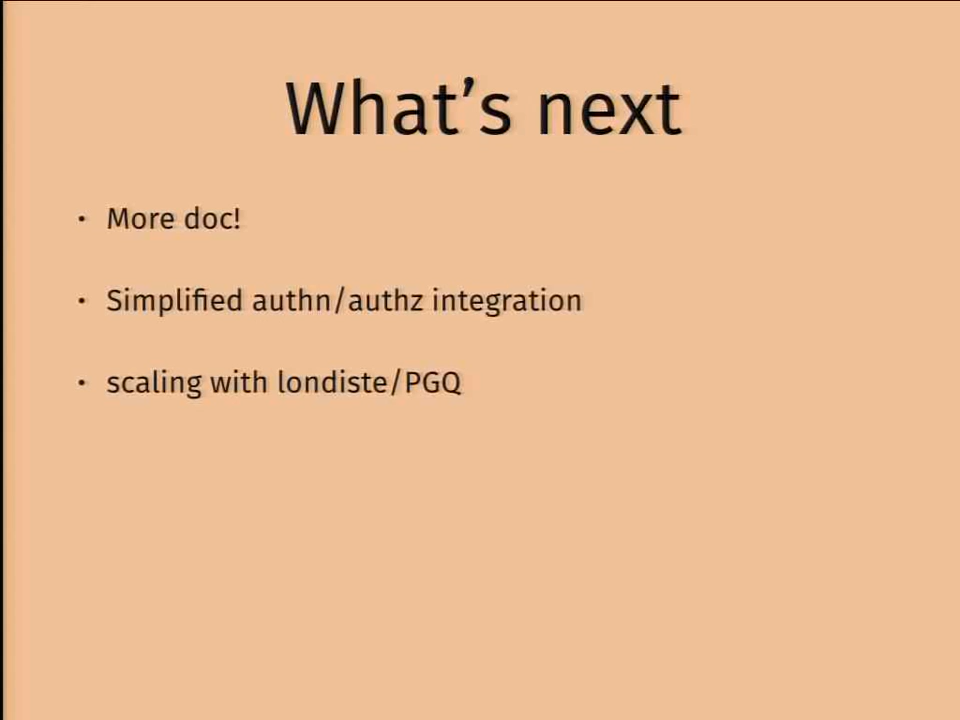 What’s next
• More doc!
• Simplified authn/authz integration
• scaling with londiste/PGQ